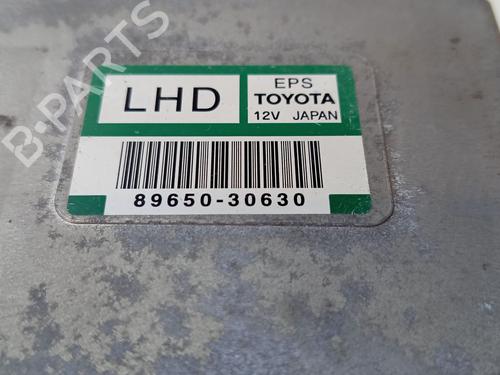 LHD
EPS
TOYOTA
12V JAPAN
89650-30630
B-PARTS